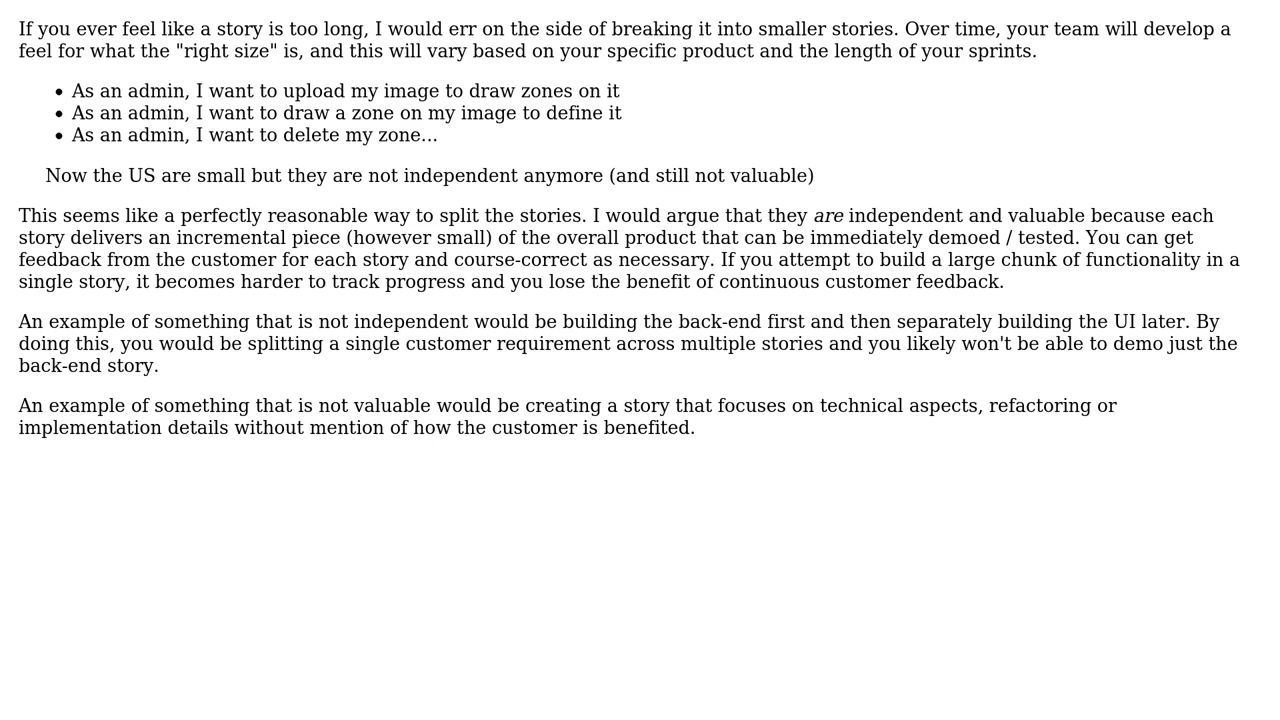 If you ever feel like a story is too long, I would err on the side of breaking it into smaller stories. Over time, your team will develop a
feel for what the "right size" is, and this will vary based on your specific product and the length of your sprints.
• As an admin, I want to upload my image to draw zones on it
• As an admin, I want to draw a zone on my image to define it
• As an admin, I want to delete my zone...
Now the US are small but they are not independent anymore (and still not valuable)
This seems like a perfectly reasonable way to split the stories. I would argue that they are independent and valuable because each
story delivers an incremental piece (however small) of the overall product that can be immediately demoed / tested. You can get
feedback from the customer for each story and course-correct as necessary. If you attempt to build a large chunk of functionality in a
single story, it becomes harder to track progress and you lose the benefit of continuous customer feedback.
An example of something that is not independent would be building the back-end first and then separately building the UI later. By
doing this, you would be splitting a single customer requirement across multiple stories and you likely won't be able to demo just the
back-end story.
An example of something that is not valuable would be creating a story that focuses on technical aspects, refactoring or
implementation details without mention of how the customer is benefited.